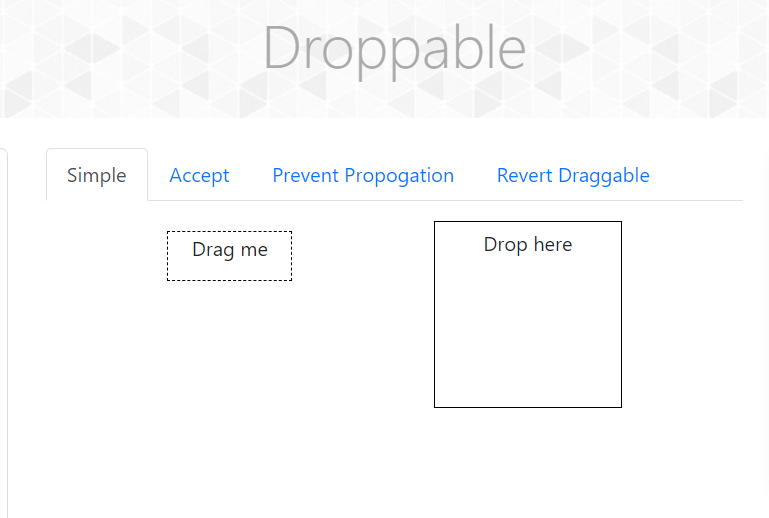 Droppable
Simple Accept Prevent Propogation Revert Draggable
Drag me
Drop here